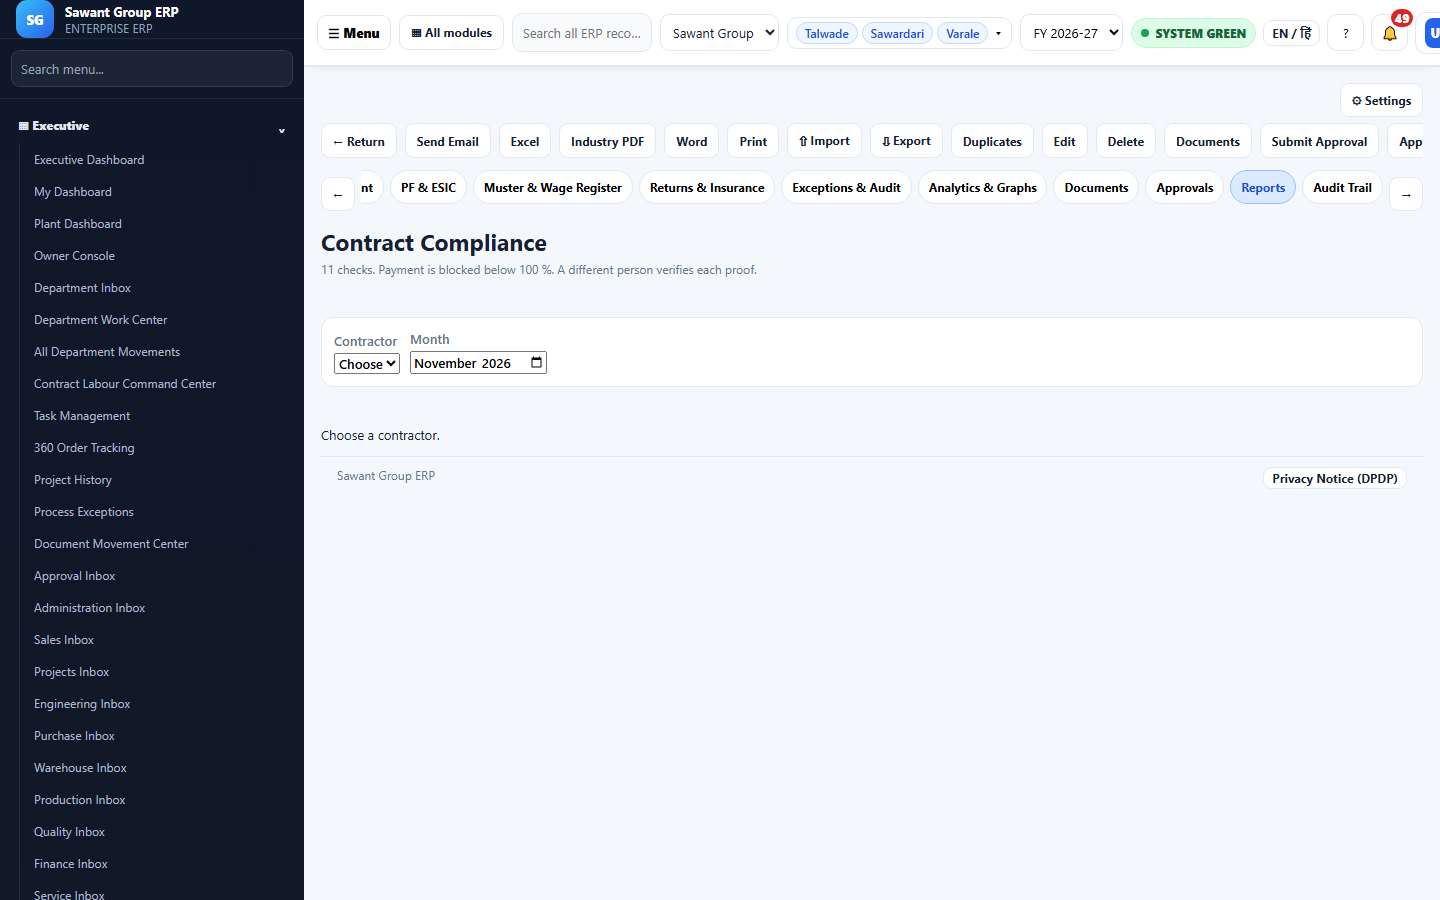 SG
Sawant Group ERP
ENTERPRISE ERP
Search menu...
Executive
Executive Dashboard
My Dashboard
Plant Dashboard
Owner Console
Department Inbox
Department Work Center
All Department Movements
Contract Labour Command Center
Task Management
360 Order Tracking
Project History
Process Exceptions
Document Movement Center
Approval Inbox
Administration Inbox
Sales Inbox
Projects Inbox
Engineering Inbox
Purchase Inbox
Warehouse Inbox
Production Inbox
Quality Inbox
Finance Inbox
Service Inbox
☰ Menu
All modules
Search all ERP reco...
Sawant Group
Talwade
Sawardari
Varale
FY 2026-27
SYSTEM GREEN
EN / हिं
?
49
U
⚙ Settings
← Return
Send Email
Excel
Industry PDF
Word
Print
⇧ Import
⇩ Export
Duplicates
Edit
Delete
Documents
Submit Approval
App
←
nt
PF & ESIC
Muster & Wage Register
Returns & Insurance
Exceptions & Audit
Analytics & Graphs
Documents
Approvals
Reports
Audit Trail
→
Contract Compliance
11 checks. Payment is blocked below 100 %. A different person verifies each proof.
Contractor
Month
Choose
November 2026
Choose a contractor.
Sawant Group ERP
Privacy Notice (DPDP)